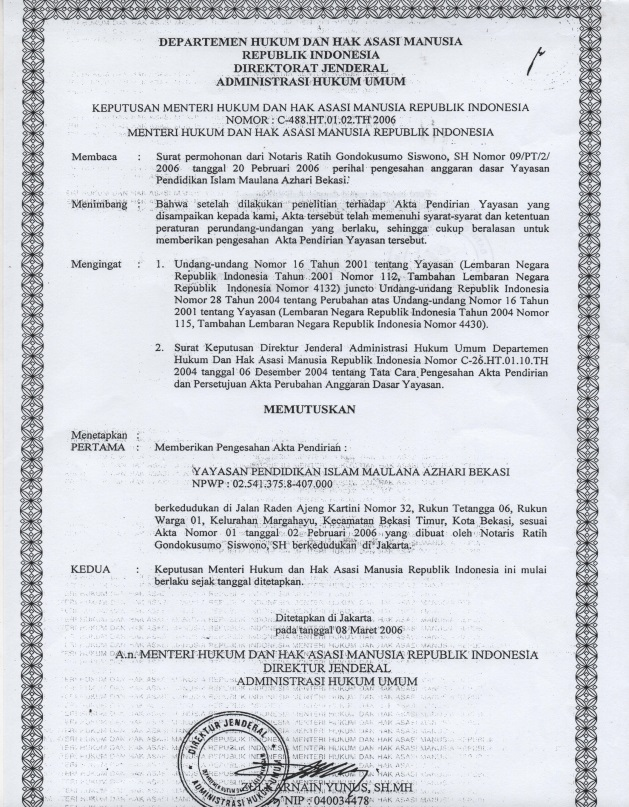 DEPARTEMEN HUKUM DAN HAK ASASI MANUSIA
REPUBLIK INDONESIA
DIREKTORAT JENDERAL
ADMINISTRASI HUKUM UMUM
KEPUTUSAN MENTERI HUKUM DAN HAK ASASI MANUSIA REPUBLIK INDONESIA
NOMOR : C-488.HT.01.02.TH 2006
MENTERI HUKUM DAN HAK ASASI MANUSIA REPUBLIK INDONESIA
Membaca : Surat permohonan dari Notaris Ratih Gondokusumo Siswono, SH Nomor 09/PT/2/
2006 tanggal 20 Pebruari 2006 perihal pengesahan anggaran dasar Yayasan
Pendidikan Islam Maulana Azhari Bekasi.
Menimbang : Bahwa setelah dilakukan penelitian terhadap Akta Pendirian Yayasan yang
disampaikan kepada kami, Akta tersebut telah memenuhi syarat-syarat dan ketentuan
peraturan perundang-undangan yang berlaku, sehingga cukup beralasan untuk
memberikan pengesahan Akta Pendirian Yayasan tersebut.
Mengingat : 1. Undang-undang Nomor 16 Tahun 2001 tentang Yayasan (Lembaran Negara
Republik Indonesia Tahun 2001 Nomor 112, Tambahan Lembaran Negara
Republik Indonesia Nomor 4132) juncto Undang-undang Republik Indonesia
Nomor 28 Tahun 2004 tentang Perubahan atas Undang-undang Nomor 16 Tahun
2001 tentang Yayasan (Lembaran Negara Republik Indonesia Tahun 2004 Nomor
115, Tambahan Lembaran Negara Republik Indonesia Nomor 4430).
2. Surat Keputusan Direktur Jenderal Administrasi Hukum Umum Departemen
Hukum Dan Hak Asasi Manusia Republik Indonesia Nomor C-26.HT.01.10.TH
2004 tanggal 06 Desember 2004 tentang Tata Cara Pengesahan Akta Pendirian
dan Persetujuan Akta Perubahan Anggaran Dasar Yayasan.
MEMUTUSKAN
Menetapkan :
PERTAMA : Memberikan Pengesahan Akta Pendirian :
YAYASAN PENDIDIKAN ISLAM MAULANA AZHARI BEKASI
NPWP : 02.541.375.8-407.000
berkedudukan di Jalan Raden Ajeng Kartini Nomor 32, Rukun Tetangga 06, Rukun
Warga 01, Kelurahan Margahayu, Kecamatan Bekasi Timur, Kota Bekasi, sesuai
Akta Nomor 01 tanggal 02 Pebruari 2006 yang dibuat oleh Notaris Ratih
Gondokusumo Siswono, SH berkedudukan di Jakarta.
KEDUA : Keputusan Menteri Hukum dan Hak Asasi Manusia Republik Indonesia ini mulai
berlaku sejak tanggal ditetapkan.
Ditetapkan di Jakarta
pada tanggal 08 Maret 2006
A.n. MENTERI HUKUM DAN HAK ASASI MANUSIA REPUBLIK INDONESIA
DIREKTUR JENDERAL
ADMINISTRASI HUKUM UMUM
DIREKTUR JENDERAL
ADMINISTRASI HUKUM UMUM
YUNUS, SH.MH
NIP : 040034478